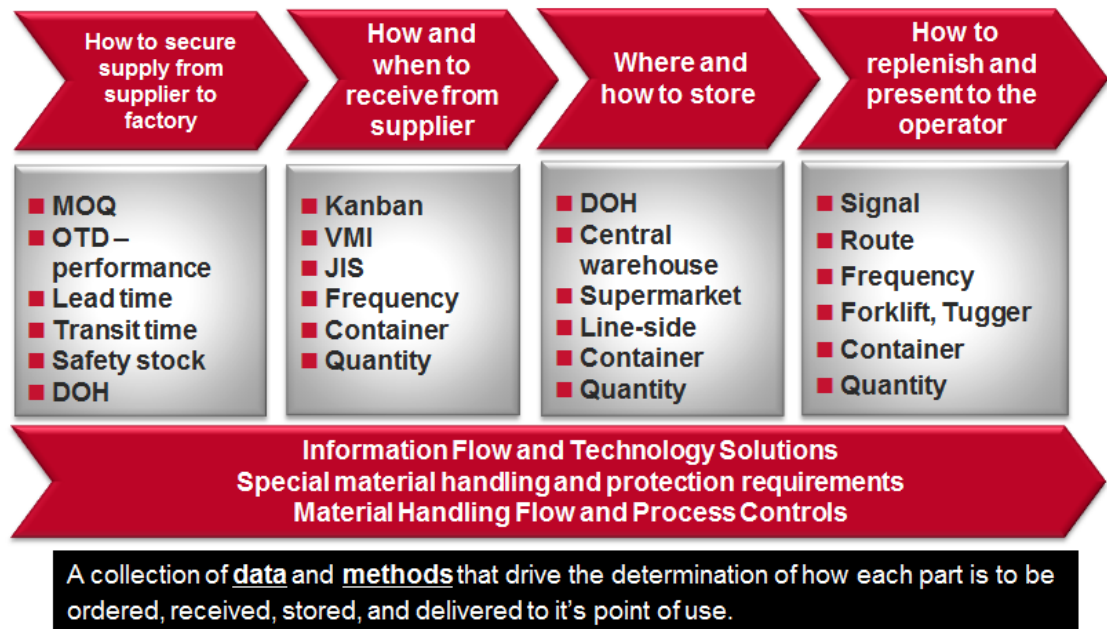 How to secure
supply from
supplier to
factory
How and
when to
receive from
supplier
Where and
how to store
How to
replenish and
present to the
operator
MOQ
OTD –
performance
Lead time
Transit time
Safety stock
DOH
Kanban
VMI
JIS
Frequency
Container
Quantity
DOH
Central
warehouse
Supermarket
Line-side
Container
Quantity
Signal
Route
Frequency
Forklift, Tugger
Container
Quantity
Information Flow and Technology Solutions
Special material handling and protection requirements
Material Handling Flow and Process Controls
A collection of data and methods that drive the determination of how each part is to be
ordered, received, stored, and delivered to it's point of use.